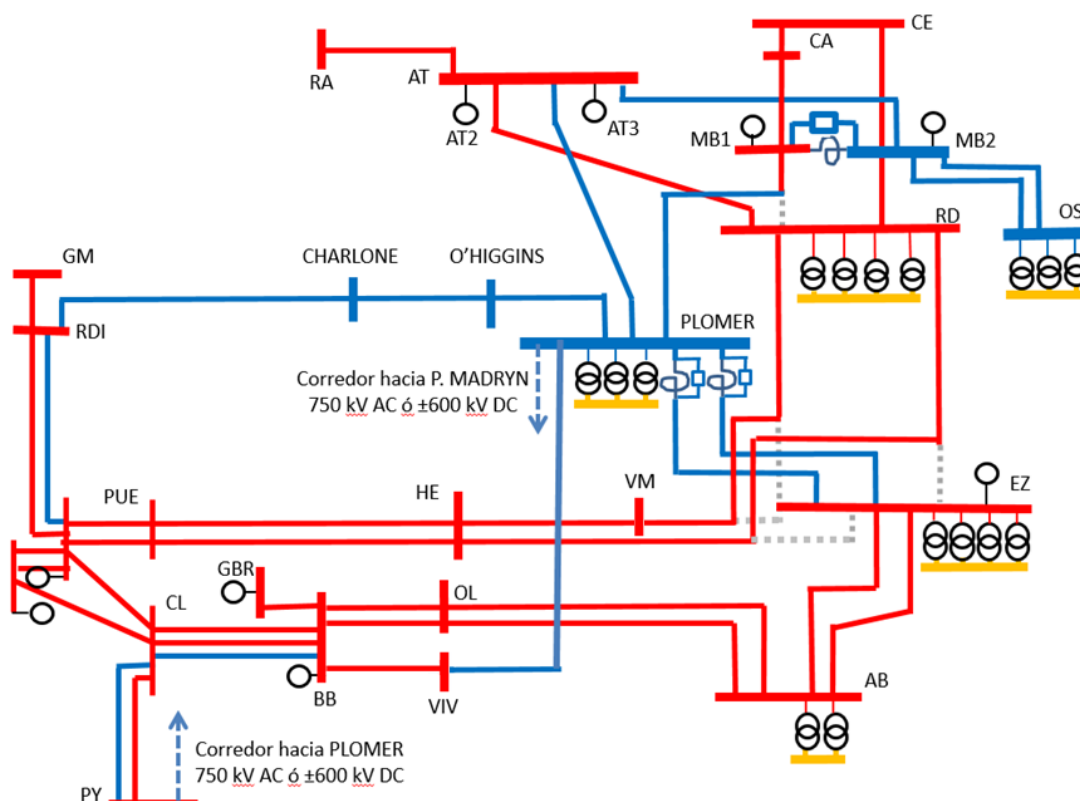 CE
CA
RA
AT
AT2
AT3
MB1
MB2
OS
RD
GM
CHARLONE
O'HIGGINS
RDI
PLOMER
Corredor hacia P. MADRYN
750 kV AC ó ±600 kV DC
PUE
HE
VM
EZ
GBR
OL
CL
BB
VIV
AB
Corredor hacia PLOMER
750 kV AC ó ±600 kV DC
PY